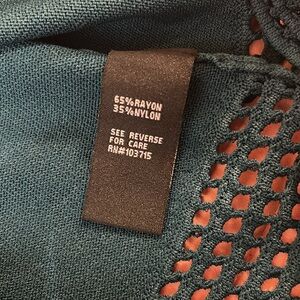 65%RAYON
35%NYLON
SEE REVERSE
FOR CARE
RN#103715